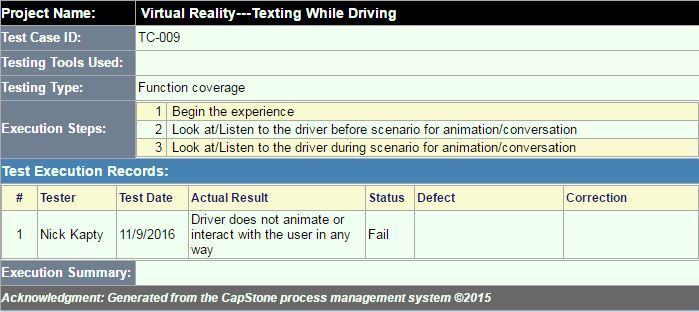 Project Name: Virtual Reality---Texting While Driving
Test Case ID: TC-009
Testing Tools Used:
Testing Type: Function coverage
Execution Steps:
1 Begin the experience
2 Look at/Listen to the driver before scenario for animation/conversation
3 Look at/Listen to the driver during scenario for animation/conversation
Test Execution Records:
# Tester Test Date Actual Result Status Defect Correction
1 Nick Kapty 11/9/2016 Driver does not animate or
interact with the user in any
way
Fail
Execution Summary:
Acknowledgment: Generated from the CapStone process management system ©2015